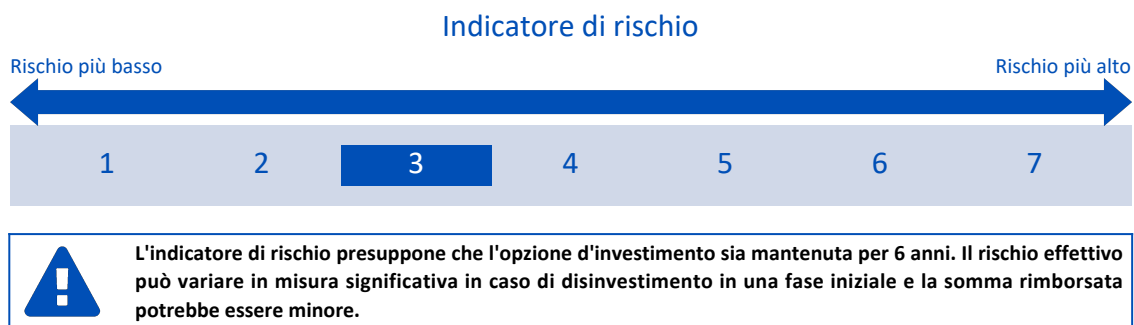 Indicatore di rischio
Rischio più basso
Rischio più alto
1 2 3 4 5 6 7
L'indicatore di rischio presuppone che l'opzione d'investimento sia mantenuta per 6 anni. Il rischio effettivo
può variare in misura significativa in caso di disinvestimento in una fase iniziale e la somma rimborsata
potrebbe essere minore.